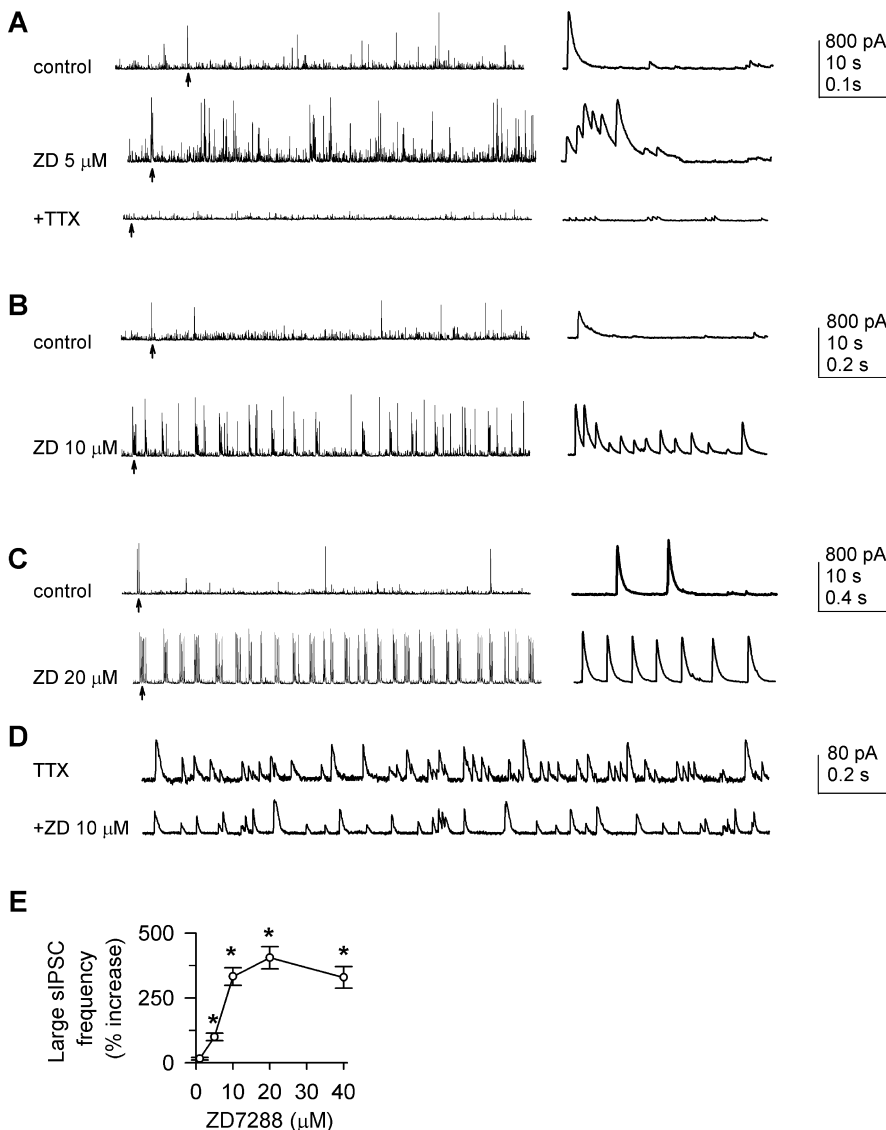 A
control
800 pA
10 s
0.1s
ZD 5 μM
+TTX
B
control
800 pA
10 s
0.2 s
ZD 10 μM
C
control
800 pA
10 s
0.4 s
ZD 20 μM
D
TTX
80 pA
0.2 s
+ZD 10 μM
E
Large sIPSC
frequency
(% increase)
500
250
0
* * * *
0 10 20 30 40
ZD7288 (μM)